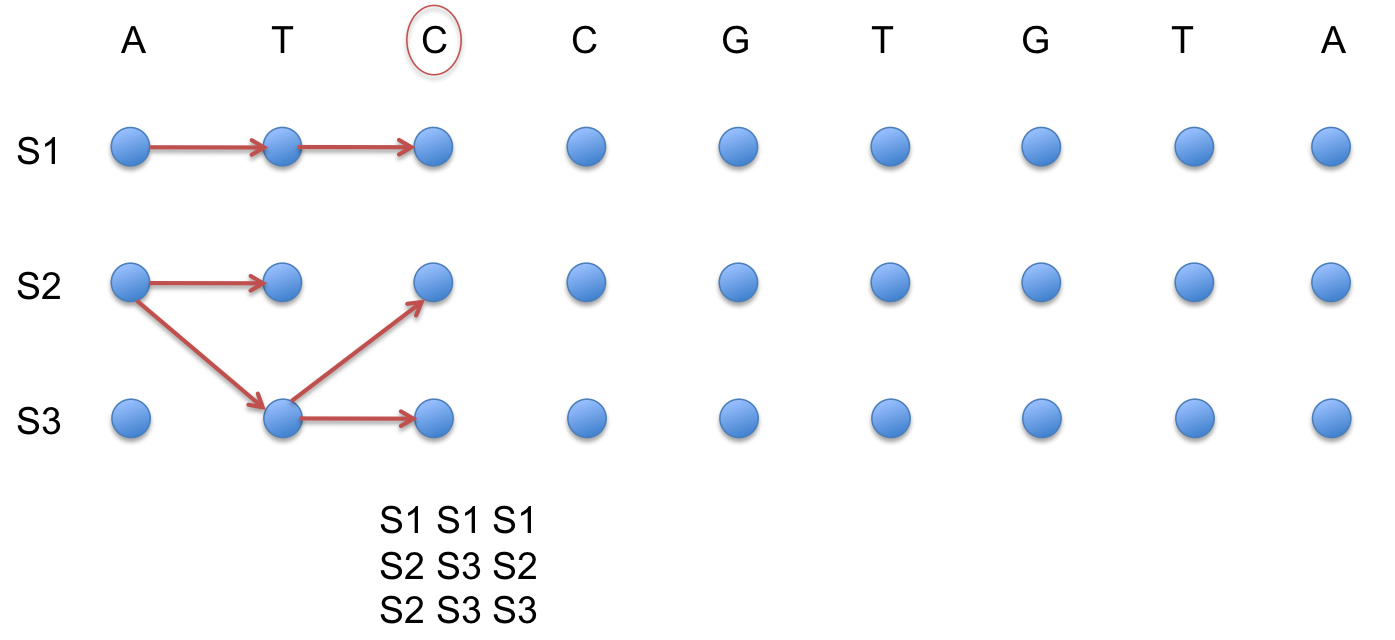 A T C C G T G T A
S1
S2
S3
S1 S1 S1
S2 S3 S2
S2 S3 S3